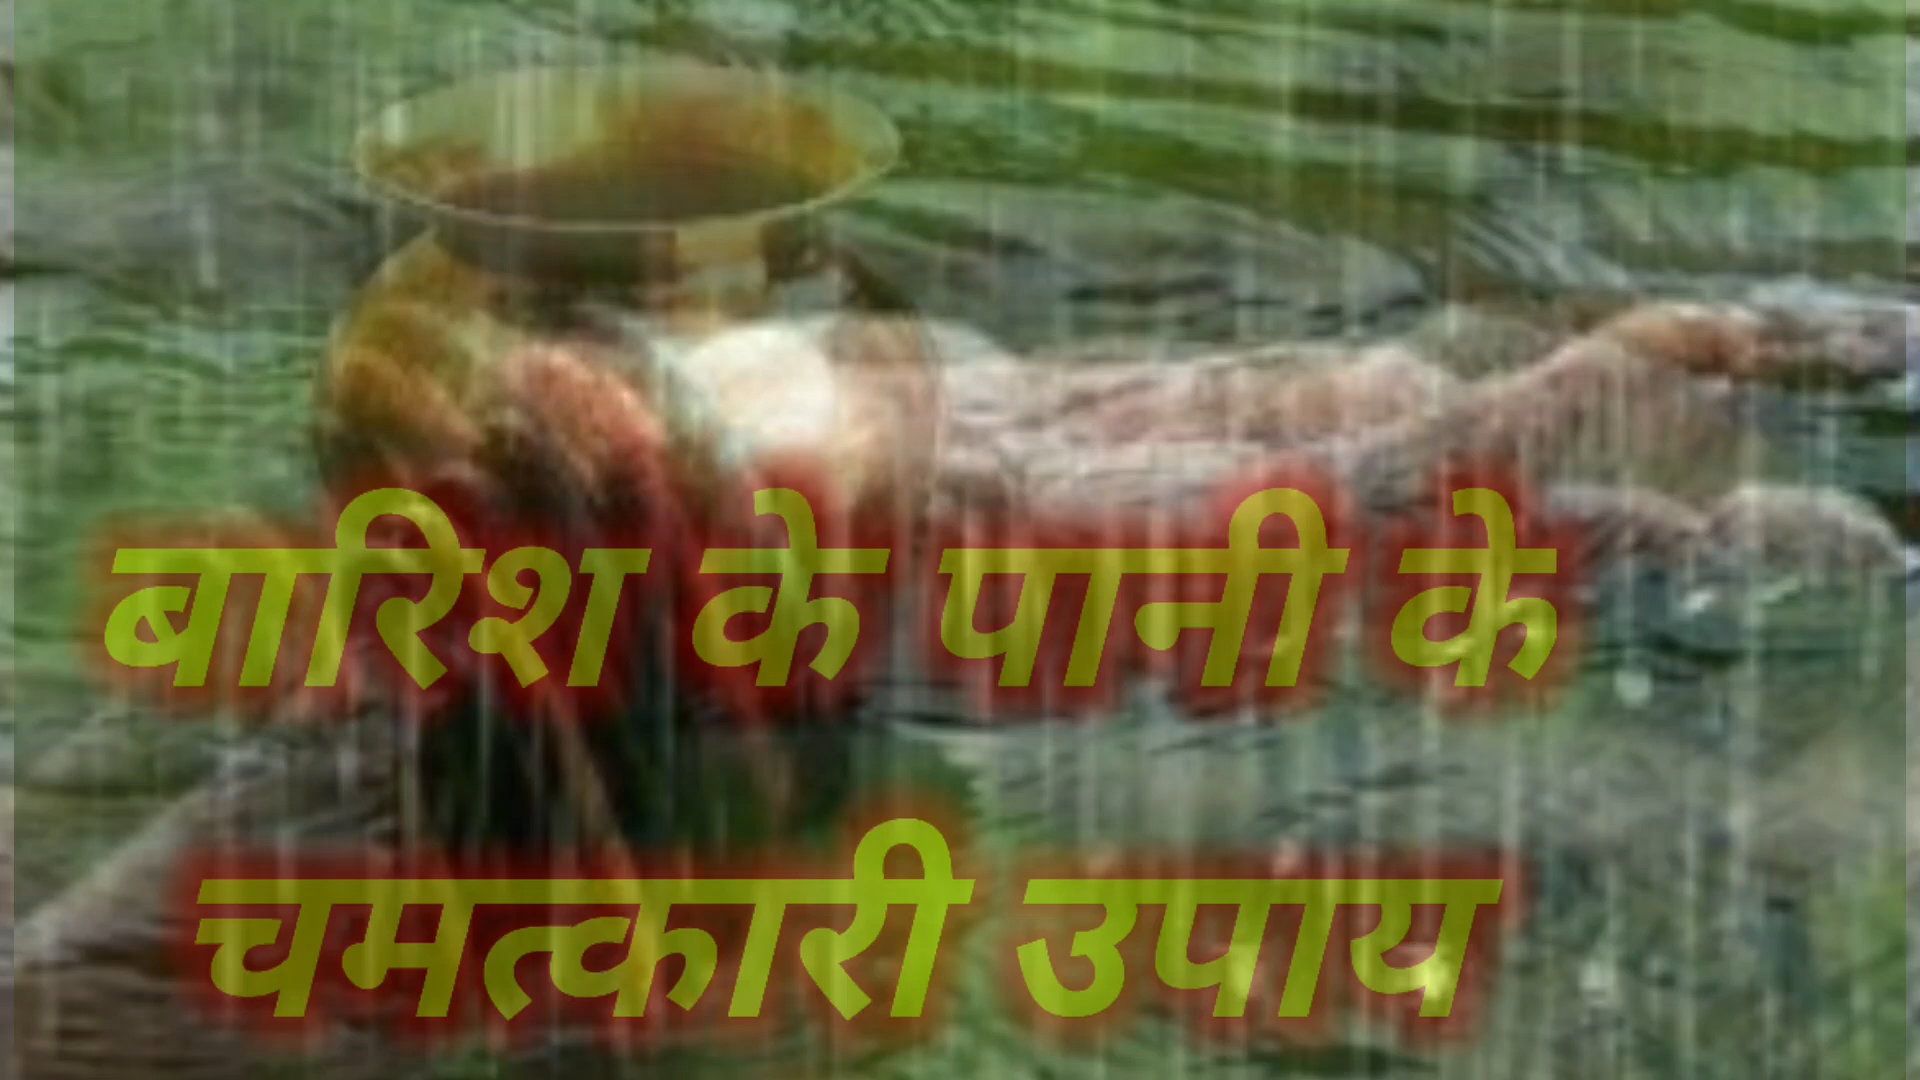 बारिश के पानी के
चमत्कारी उपाय